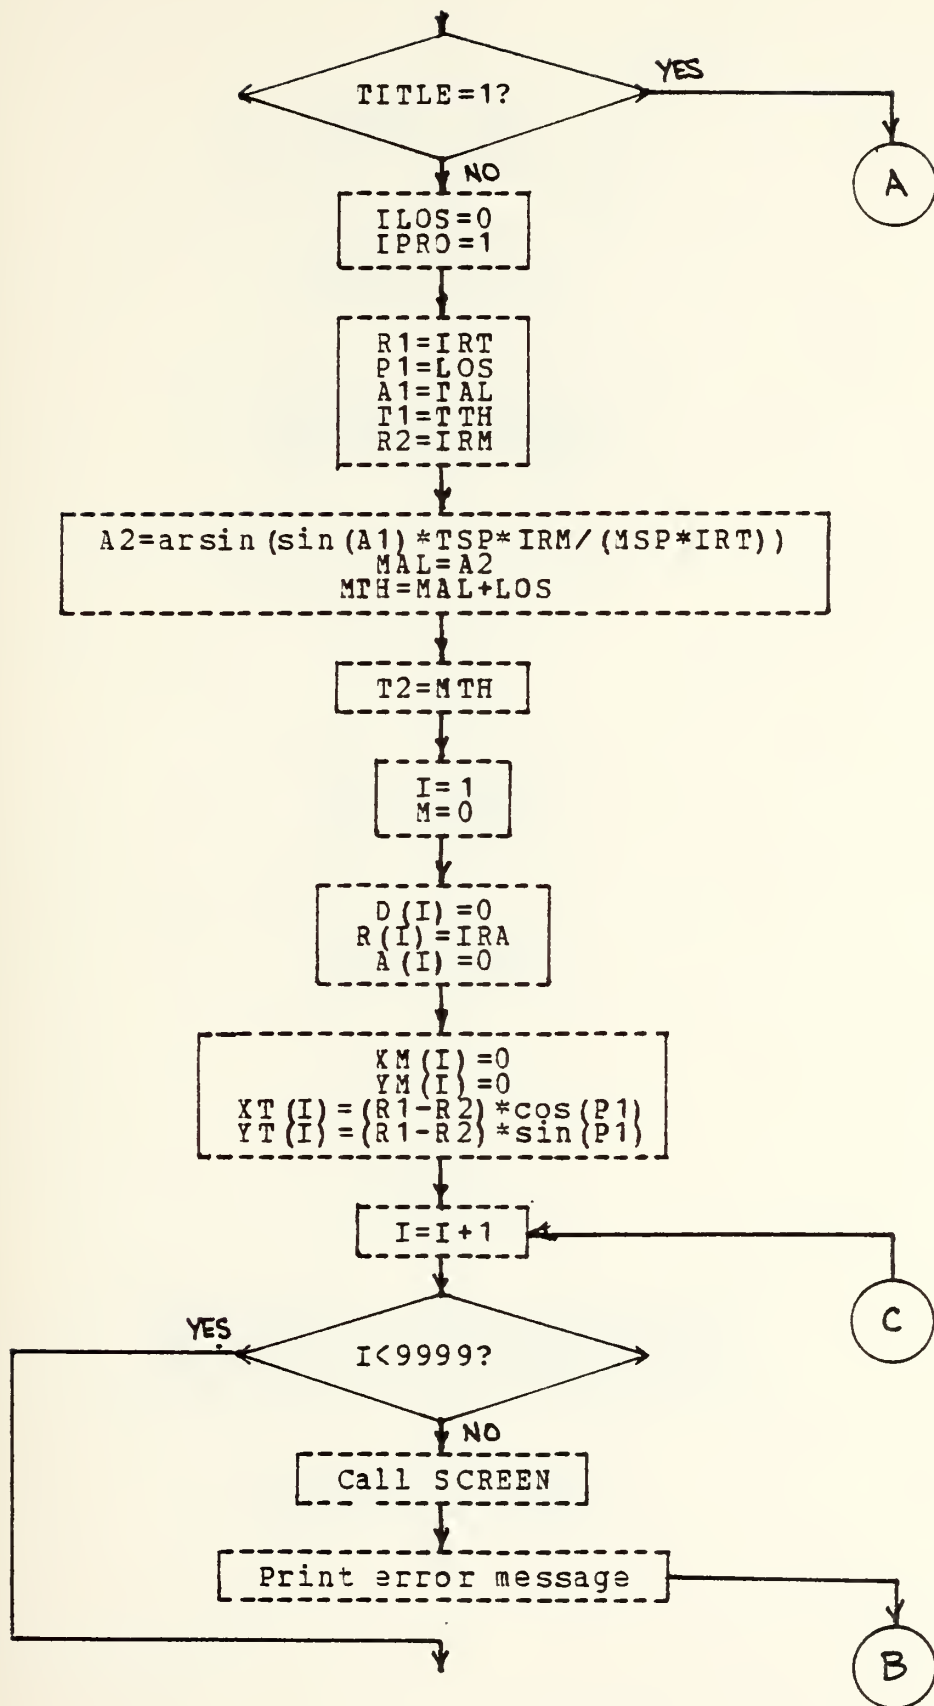 TITLE=1?
YES
A
NO
ILOS=0
IPRO=1
R1=IRT
P1=LOS
A1=TAL
T1=TTH
R2=IRM
A2=arsin(sin(A1)*TSP*IRM/(MSP*IRT))
MAL=A2
MTH=MAL+LOS
T2=MTH
I=1
M=0
D(I)=0
R(I)=IRA
A(I)=0
XM(I)=0
YM(I)=0
XT(I)=(R1-R2)*cos(P1)
YT(I)=(R1-R2)*sin(P1)
I=I+1
C
YES
I<9999?
NO
Call SCREEN
Print error message
B